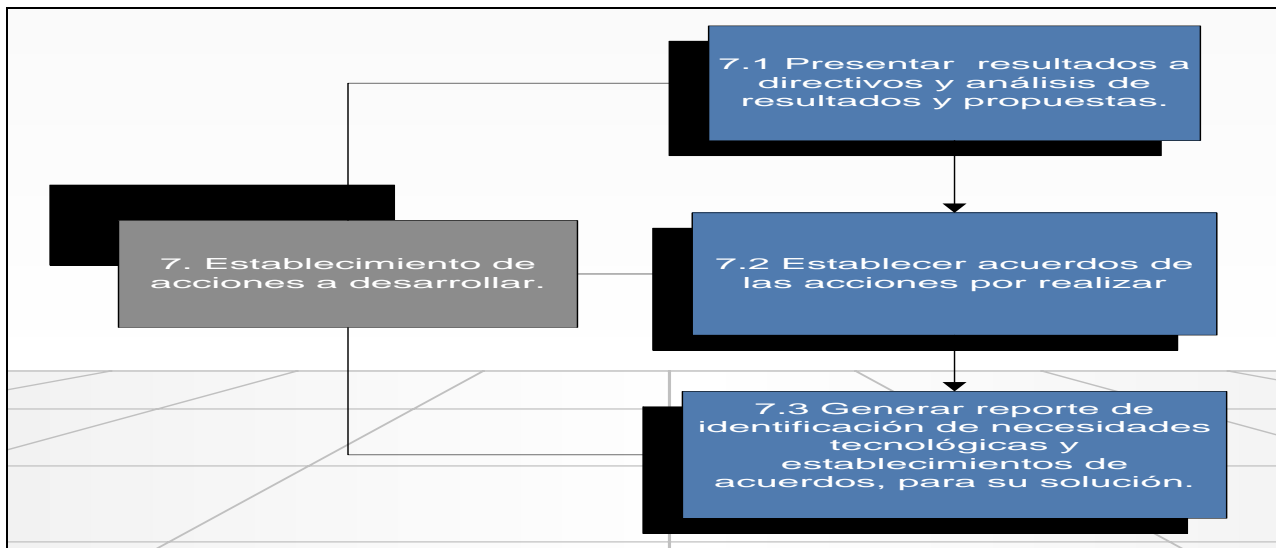 7.1 Presentar  resultados a
directivos y análisis de
resultados y propuestas.
7. Establecimiento de
acciones a desarrollar.
7.2 Establecer acuerdos de
las acciones por realizar
7.3 Generar reporte de
identificación de necesidades
tecnológicas y
establecimientos de
acuerdos, para su solución.